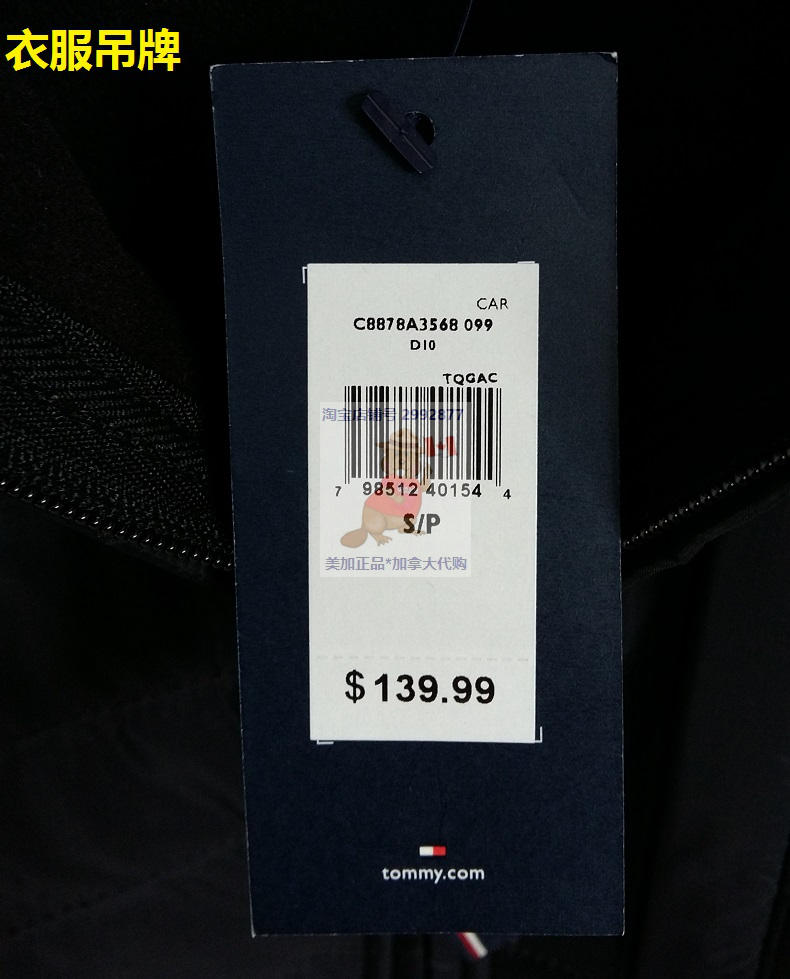 衣服吊牌
CAR
C8878A3568 099
D10
TQGAC
淘宝店铺号 2992877
7 98512 40154 4
S/P
美加正品*加拿大代购
$139.99
tommy.com